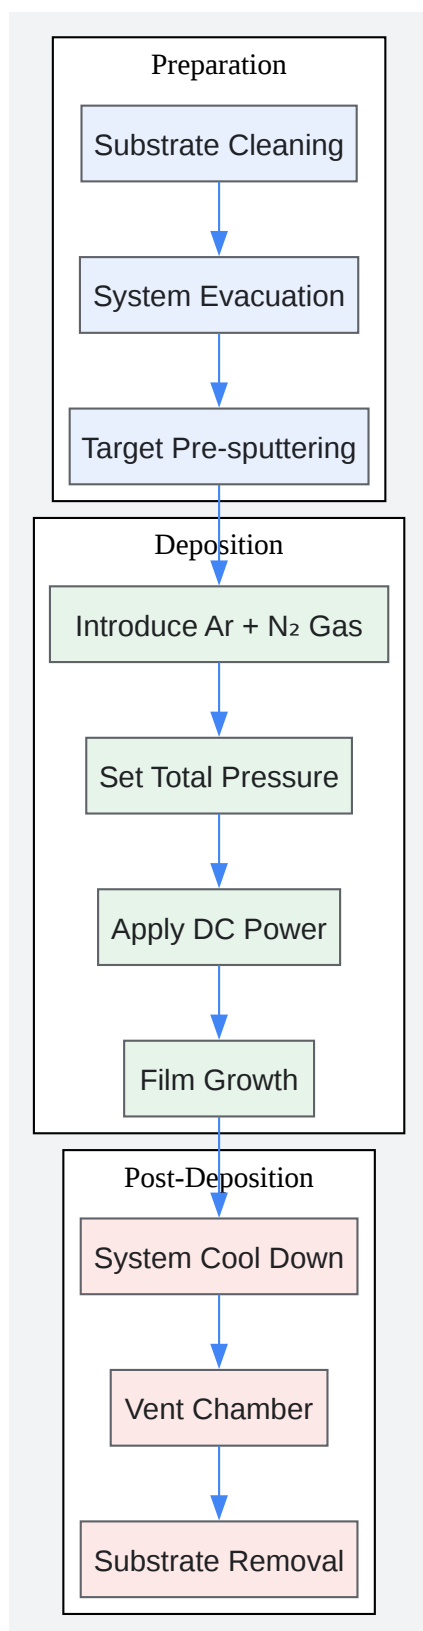 Preparation
Substrate Cleaning
System Evacuation
Target Pre-sputtering
Deposition
Introduce Ar + N₂ Gas
Set Total Pressure
Apply DC Power
Film Growth
Post-Deposition
System Cool Down
Vent Chamber
Substrate Removal